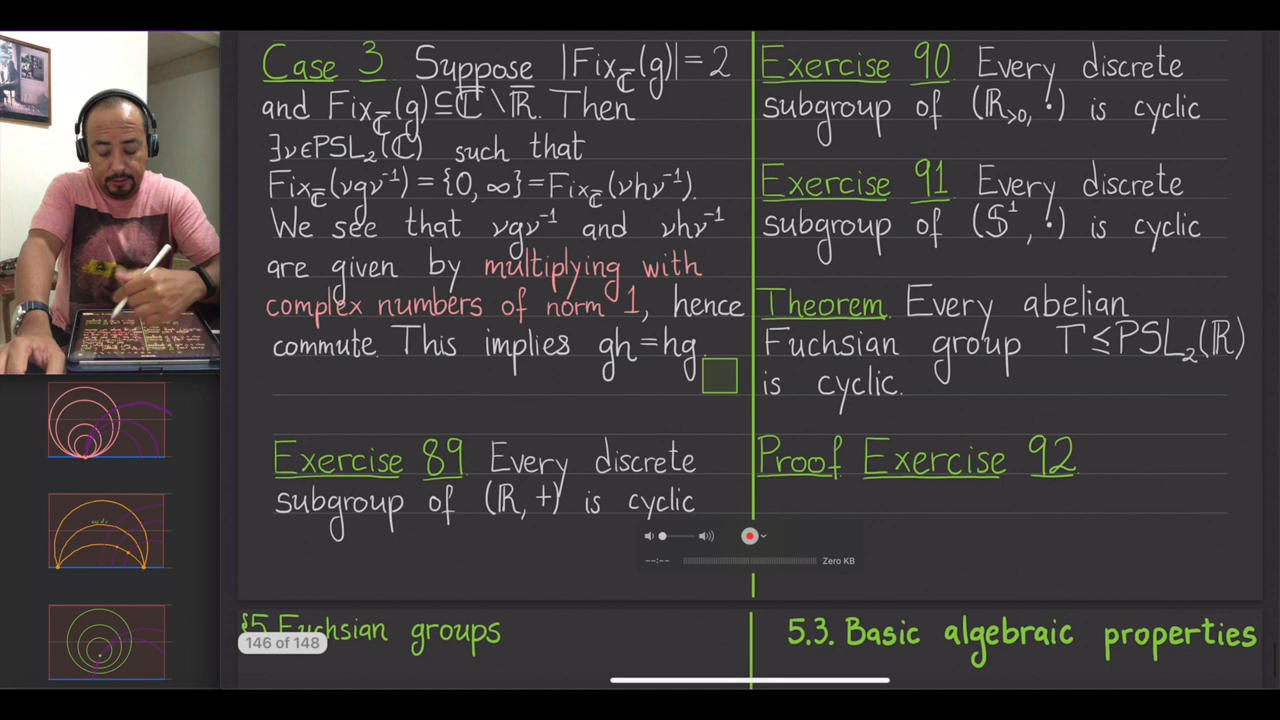 Case 3 Suppose |Fix_C̅(g)| = 2
and Fix_C̅(g) ⊆ ℂ \ ℝ. Then
∃ν∈PSL₂(ℂ) such that
Fix_C̅(νgν⁻¹) = {0, ∞} = Fix_C̅(νhν⁻¹).
We see that νgν⁻¹ and νhν⁻¹
are given by multiplying with
complex numbers of norm 1, hence
commute. This implies gh = hg.
Exercise 89 Every discrete
subgroup of (ℝ, +) is cyclic
Exercise 90 Every discrete
subgroup of (ℝ>0, ·) is cyclic
Exercise 91 Every discrete
subgroup of (𝕊¹, ·) is cyclic
Theorem. Every abelian
Fuchsian group Γ ≤ PSL₂(ℝ)
is cyclic.
Proof Exercise 92
--:--
Zero KB
§5 Fuchsian groups
146 of 148
5.3. Basic algebraic properties